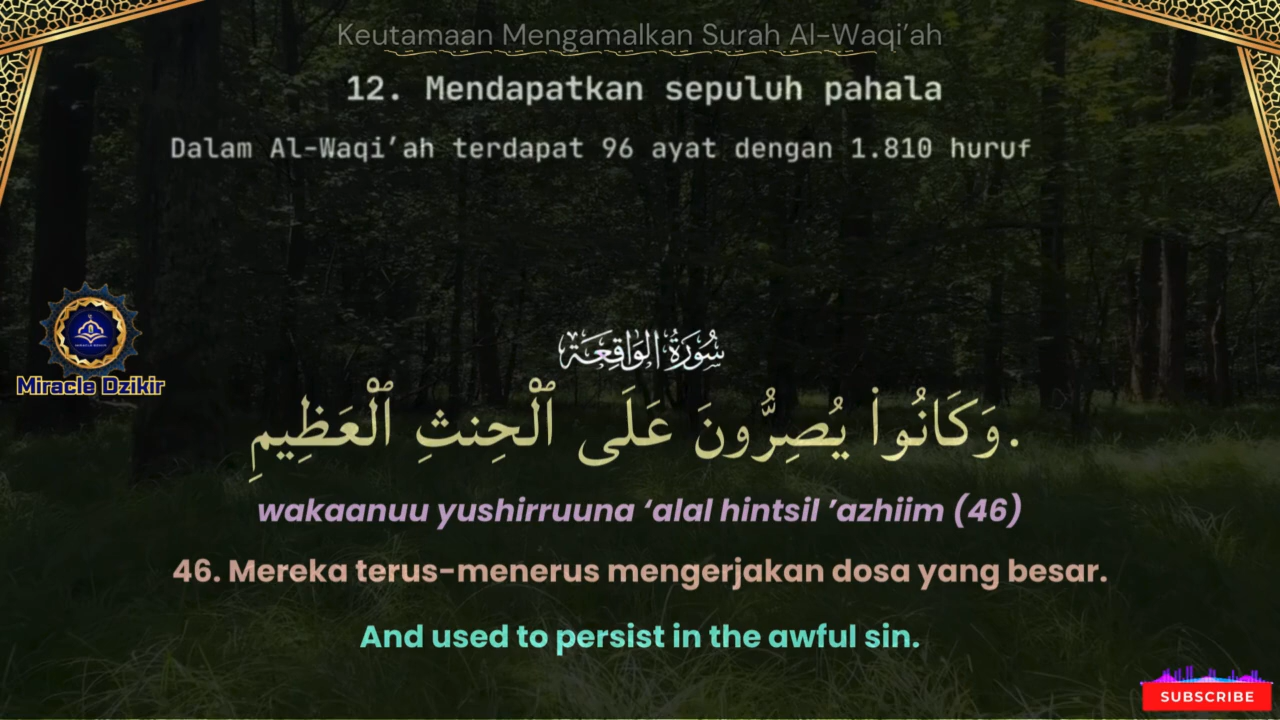 Keutamaan Mengamalkan Surah Al-Waqi’ah
12. Mendapatkan sepuluh pahala
Dalam Al-Waqi’ah terdapat 96 ayat dengan 1.810 huruf
سُورَةُ الوَاقِعَة
Miracle Dzikir
وَكَانُوا۟ يُصِرُّونَ عَلَى ٱلْحِنثِ ٱلْعَظِيمِ.
wakaanuu yushirruuna ‘alal hintsil ’azhiim (46)
46. Mereka terus-menerus mengerjakan dosa yang besar.
And used to persist in the awful sin.
SUBSCRIBE